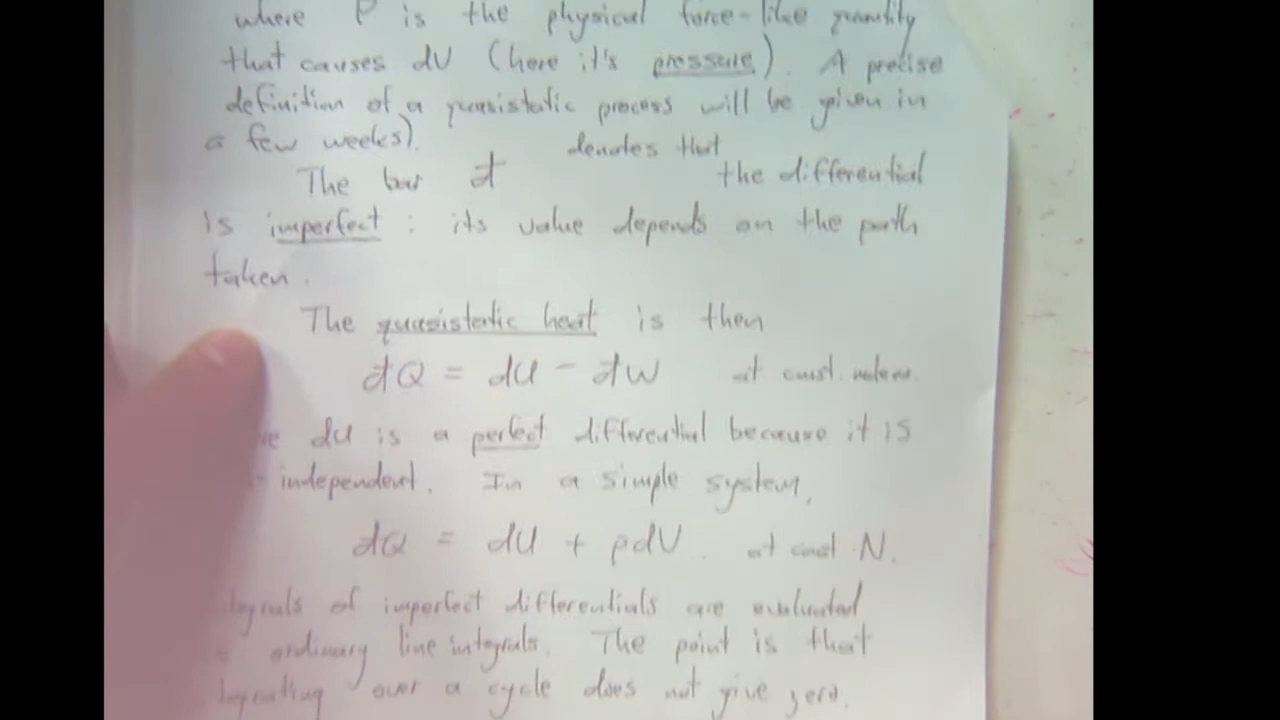 where P is the physical force-like quantity
that causes dV (here it's pressure). A precise
definition of a quasistatic process will be given in
a few weeks).
The bar đ denotes that the differential
is imperfect: its value depends on the path
taken.
The quasistatic heat is then
đQ = dU - đW at const.
dU is a perfect differential because it is
- independent. In a simple system,
đQ = dU + pdV. at const N.
of imperfect differentials are evaluated
ordinary line integrals. The point is that
over a cycle does not give zero.